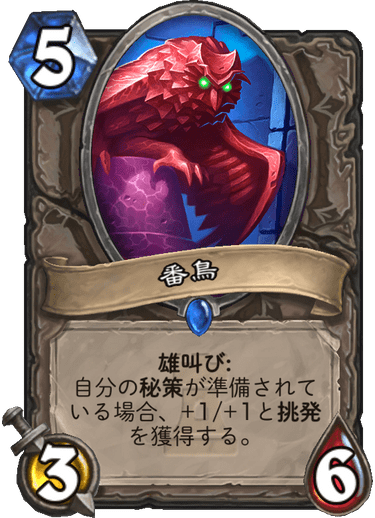 5
番鳥
雄叫び:
自分の秘策が準備されて
いる場合、+1/+1と挑発
を獲得する。
3
6